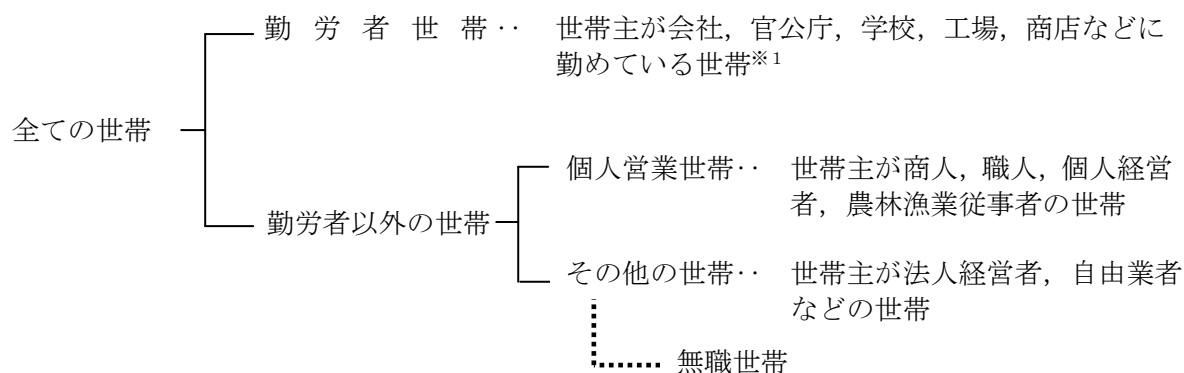 勤労者世帯‥ 世帯主が会社，官公庁，学校，工場，商店などに
勤めている世帯※1
全ての世帯
個人営業世帯‥ 世帯主が商人，職人，個人経営
者，農林漁業従事者の世帯
勤労者以外の世帯
その他の世帯‥ 世帯主が法人経営者，自由業者
などの世帯
無職世帯